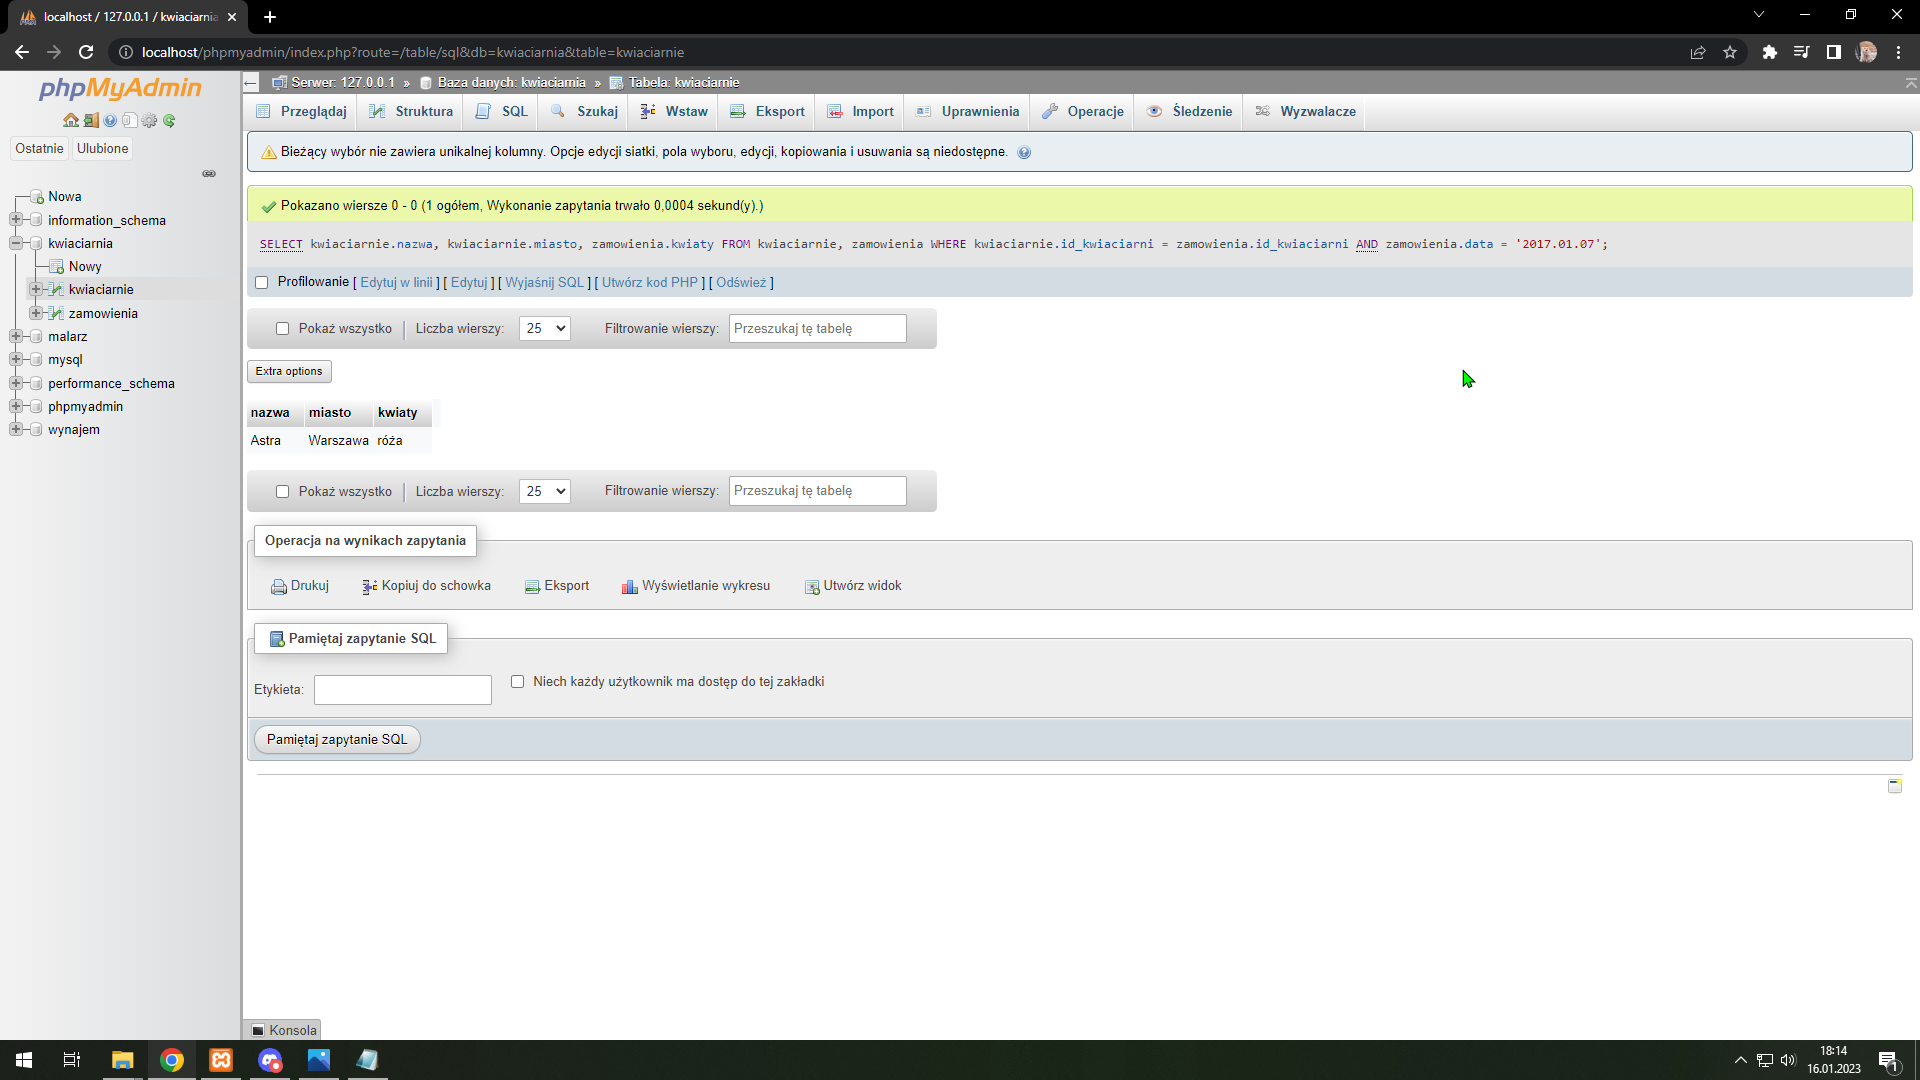 localhost / 127.0.0.1 / kwiaciarnia
localhost/phpmyadmin/index.php?route=/table/sql&db=kwiaciarnia&table=kwiaciarnie
phpMyAdmin
Ostatnie
Ulubione
Nowa
information_schema
kwiaciarnia
Nowy
kwiaciarnie
zamowienia
malarz
mysql
performance_schema
phpmyadmin
wynajem
Serwer: 127.0.0.1 » Baza danych: kwiaciarnia » Tabela: kwiaciarnie
Przeglądaj Struktura SQL Szukaj Wstaw Eksport Import Uprawnienia Operacje Śledzenie Wyzwalacze
Bieżący wybór nie zawiera unikalnej kolumny. Opcje edycji siatki, pola wyboru, edycji, kopiowania i usuwania są niedostępne.
Pokazano wiersze 0 - 0 (1 ogółem, Wykonanie zapytania trwało 0,0004 sekund(y).)
SELECT kwiaciarnie.nazwa, kwiaciarnie.miasto, zamowienia.kwiaty FROM kwiaciarnie, zamowienia WHERE kwiaciarnie.id_kwiaciarni = zamowienia.id_kwiaciarni AND zamowienia.data = '2017.01.07';
Profilowanie [ Edytuj w linii ] [ Edytuj ] [ Wyjaśnij SQL ] [ Utwórz kod PHP ] [ Odśwież ]
Pokaż wszystko | Liczba wierszy: 25 Filtrowanie wierszy: Przeszukaj tę tabelę
Extra options
nazwa miasto kwiaty
Astra Warszawa róża
Pokaż wszystko | Liczba wierszy: 25 Filtrowanie wierszy: Przeszukaj tę tabelę
Operacja na wynikach zapytania
Drukuj Kopiuj do schowka Eksport Wyświetlanie wykresu Utwórz widok
Pamiętaj zapytanie SQL
Etykieta: Niech każdy użytkownik ma dostęp do tej zakładki
Pamiętaj zapytanie SQL
Konsola
18:14
16.01.2023
1